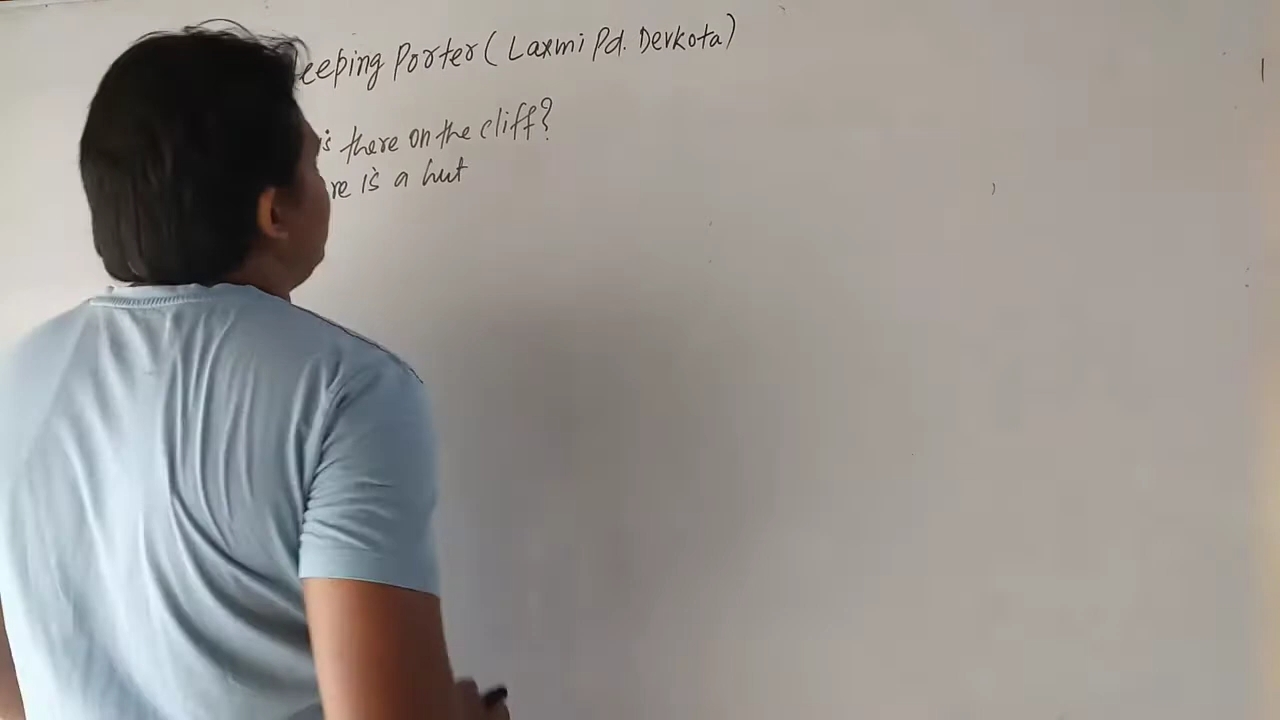 eeping Porter (Laxmi Pd. Devkota)
is there on the cliff?
re is a hut